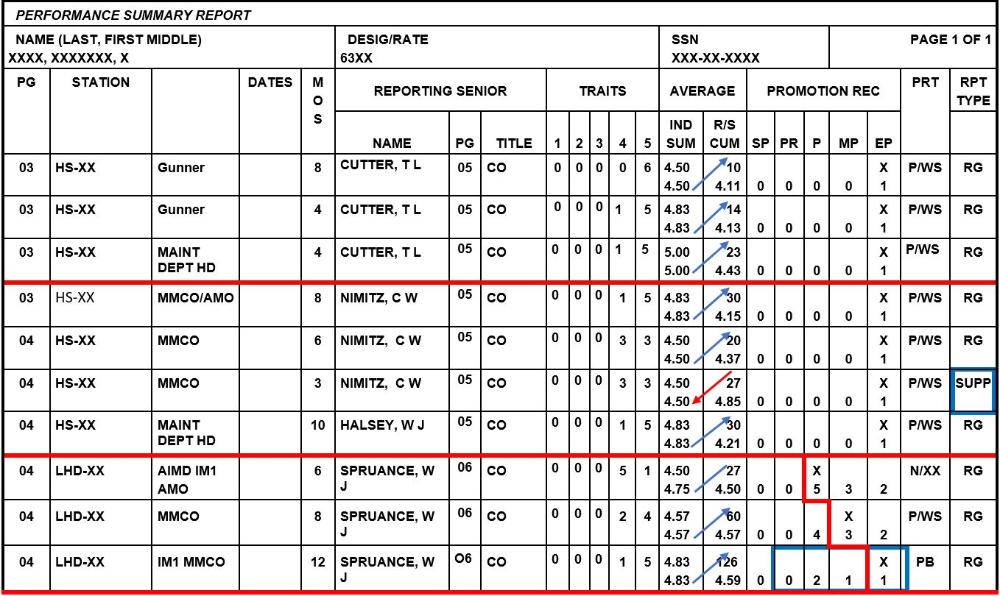 PERFORMANCE SUMMARY REPORT
NAME (LAST, FIRST MIDDLE) DESIG/RATE SSN PAGE 1 OF 1
XXXX, XXXXXXX, X 63XX XXX-XX-XXXX
PG STATION DATES M O S REPORTING SENIOR TRAITS AVERAGE PROMOTION REC PRT RPT TYPE
NAME PG TITLE 1 2 3 4 5 IND SUM R/S CUM SP PR P MP EP
03 HS-XX Gunner 8 CUTTER, T L 05 CO 0 0 0 0 6 4.50 10 X P/WS RG
4.50 4.11 0 0 0 0 1
03 HS-XX Gunner 4 CUTTER, T L 05 CO 0 0 0 1 5 4.83 14 X P/WS RG
4.83 4.13 0 0 0 0 1
03 HS-XX MAINT 4 CUTTER, T L 05 CO 0 0 0 1 5 5.00 23 X P/WS RG
DEPT HD 5.00 4.43 0 0 0 0 1
03 HS-XX MMCO/AMO 8 NIMITZ, C W 05 CO 0 0 0 1 5 4.83 30 X P/WS RG
4.83 4.15 0 0 0 0 1
04 HS-XX MMCO 6 NIMITZ, C W 05 CO 0 0 0 3 3 4.50 20 X P/WS RG
4.50 4.37 0 0 0 0 1
04 HS-XX MMCO 3 NIMITZ, C W 05 CO 0 0 0 3 3 4.50 27 X P/WS SUPP
4.50 4.85 0 0 0 0 1
04 HS-XX MAINT 10 HALSEY, W J 05 CO 0 0 0 1 5 4.83 30 X P/WS RG
DEPT HD 4.83 4.21 0 0 0 0 1
04 LHD-XX AIMD IM1 6 SPRUANCE, W 06 CO 0 0 0 5 1 4.50 27 X N/XX RG
AMO J 4.75 4.50 0 0 5 3 2
04 LHD-XX MMCO 8 SPRUANCE, W 06 CO 0 0 0 2 4 4.57 60 X P/WS RG
J 4.57 4.57 0 0 4 3 2
04 LHD-XX IM1 MMCO 12 SPRUANCE, W O6 CO 0 0 0 1 5 4.83 126 X PB RG
J 4.83 4.59 0 0 2 1 1